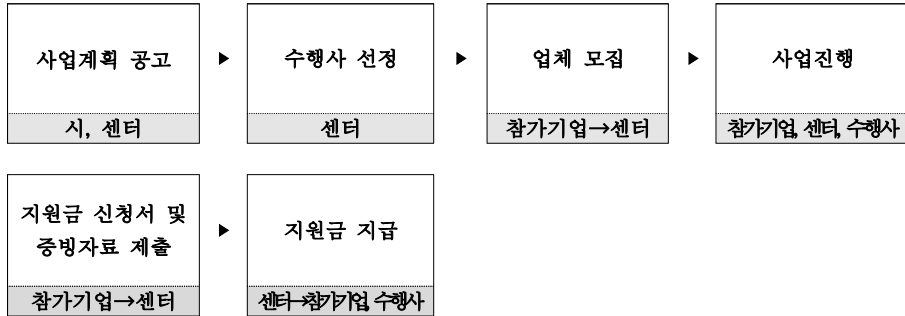 사업계획 공고 ▶ 수행사 선정 ▶ 업체 모집 ▶ 사업진행
시, 센터 센터 참가기업→센터 참가기업, 센터, 수행사
지원금 신청서 및
증빙자료 제출 ▶ 지원금 지급
참가기업→센터 센터→참가기업, 수행사